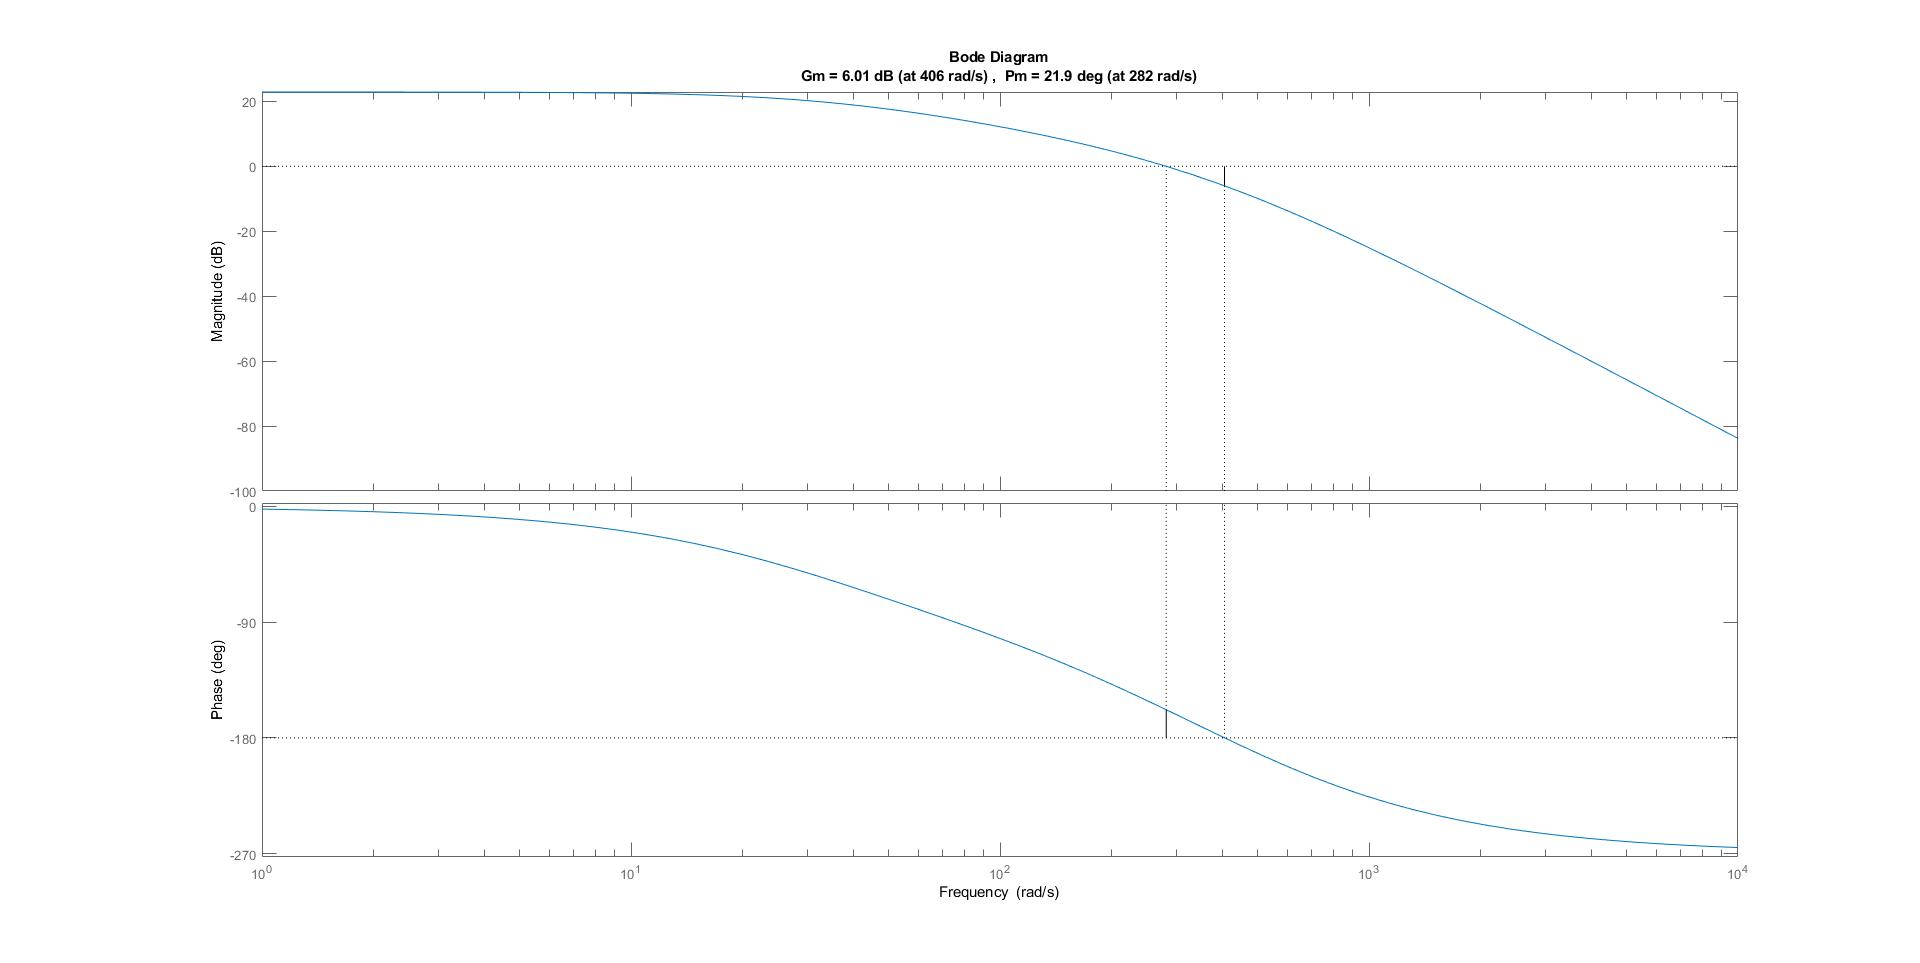 Bode Diagram
Gm = 6.01 dB (at 406 rad/s) ,  Pm = 21.9 deg (at 282 rad/s)
Magnitude (dB)
20
0
-20
-40
-60
-80
-100
Phase (deg)
0
-90
-180
-270
10^0 10^1 10^2 10^3 10^4
Frequency (rad/s)